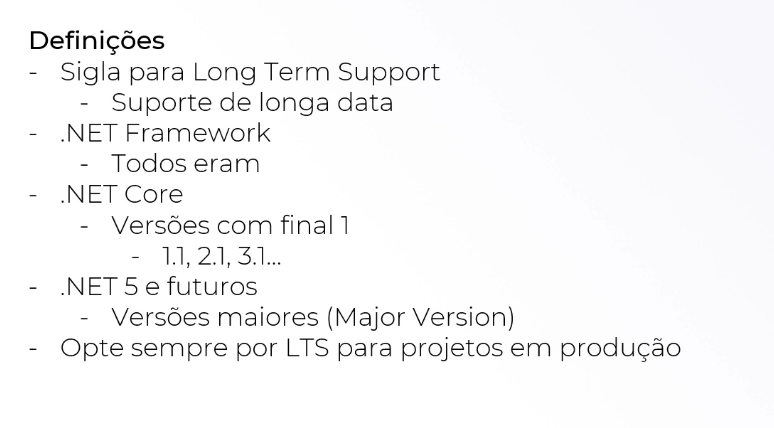 Definições
- Sigla para Long Term Support
- Suporte de longa data
- .NET Framework
- Todos eram
- .NET Core
- Versões com final 1
- 1.1, 2.1, 3.1...
- .NET 5 e futuros
- Versões maiores (Major Version)
- Opte sempre por LTS para projetos em produção